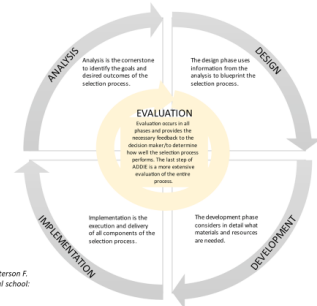 ANALYSIS
Analysis is the cornerstone
to identify the goals and
desired outcomes of the
selection process.
DESIGN
The design phase uses
information from the
analysis to blueprint the
selection process.
EVALUATION
Evaluation occurs in all
phases and provides the
necessary feedback to the
decision maker/to determine
how well the selection process
performs. The last step of
ADDIE is a more extensive
evaluation of the entire
process.
IMPLEMENTATION
Implementation is the
execution and delivery
of all components of the
selection process.
The development phase
considers in detail what
materials and resources
are needed.
DEVELOPMENT
terson F.
al school: